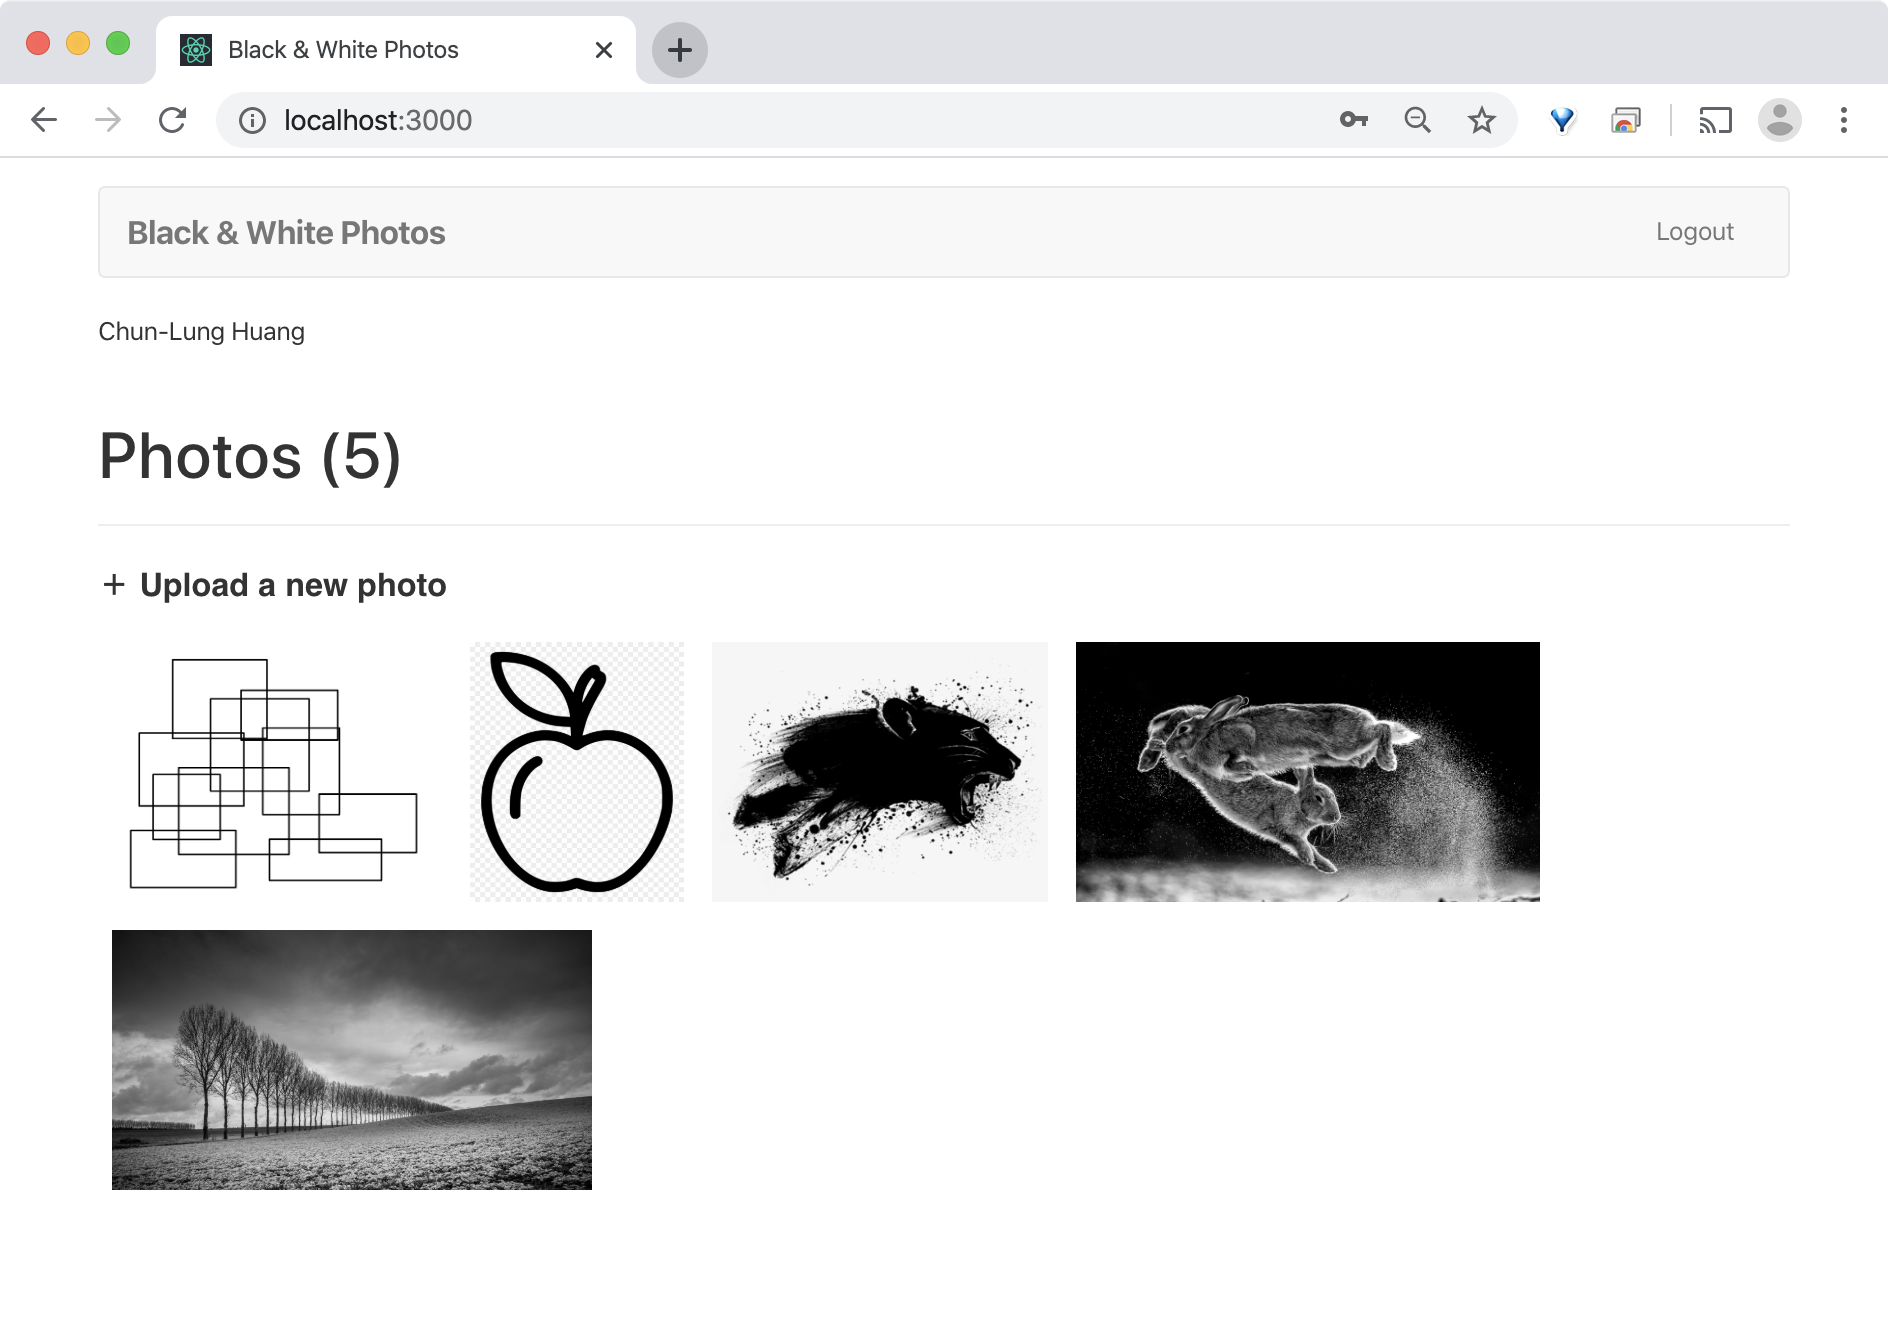 Black & White Photos
localhost:3000
Black & White Photos
Logout
Chun-Lung Huang
Photos (5)
+ Upload a new photo